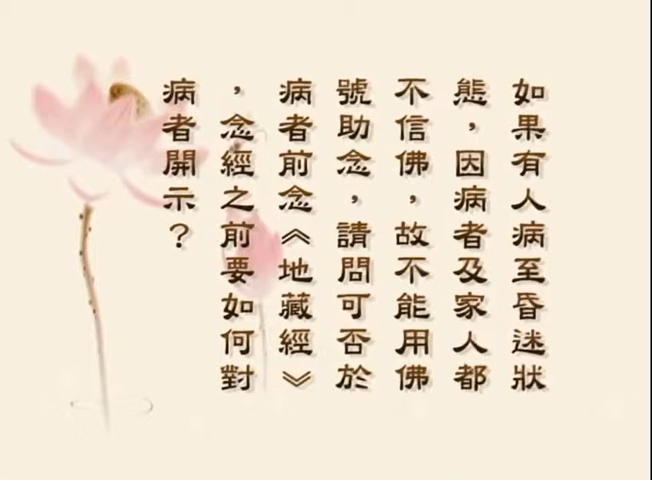 如果有人病至昏迷狀
態，因病者及家人都
不信佛，故不能用佛
號助念，請問可否於
病者前念《地藏經》
，念經之前要如何對
病者開示？